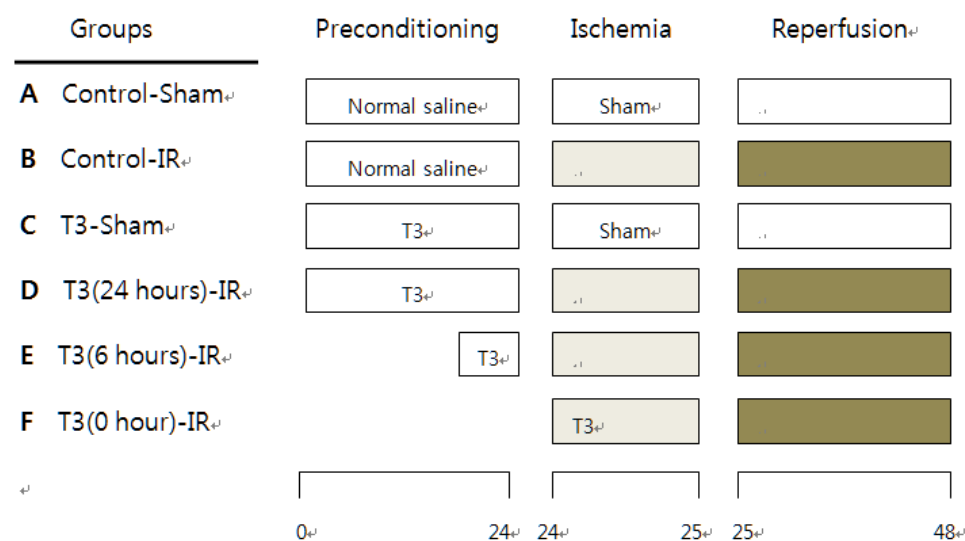 Groups Preconditioning Ischemia Reperfusion↵
A Control-Sham↵ Normal saline↵ Sham↵
B Control-IR↵ Normal saline↵
C T3-Sham↵ T3↵ Sham↵
D T3(24 hours)-IR↵ T3↵
E T3(6 hours)-IR↵ T3↵
F T3(0 hour)-IR↵ T3↵
↵
0↵ 24↵ 24↵ 25↵ 25↵ 48↵